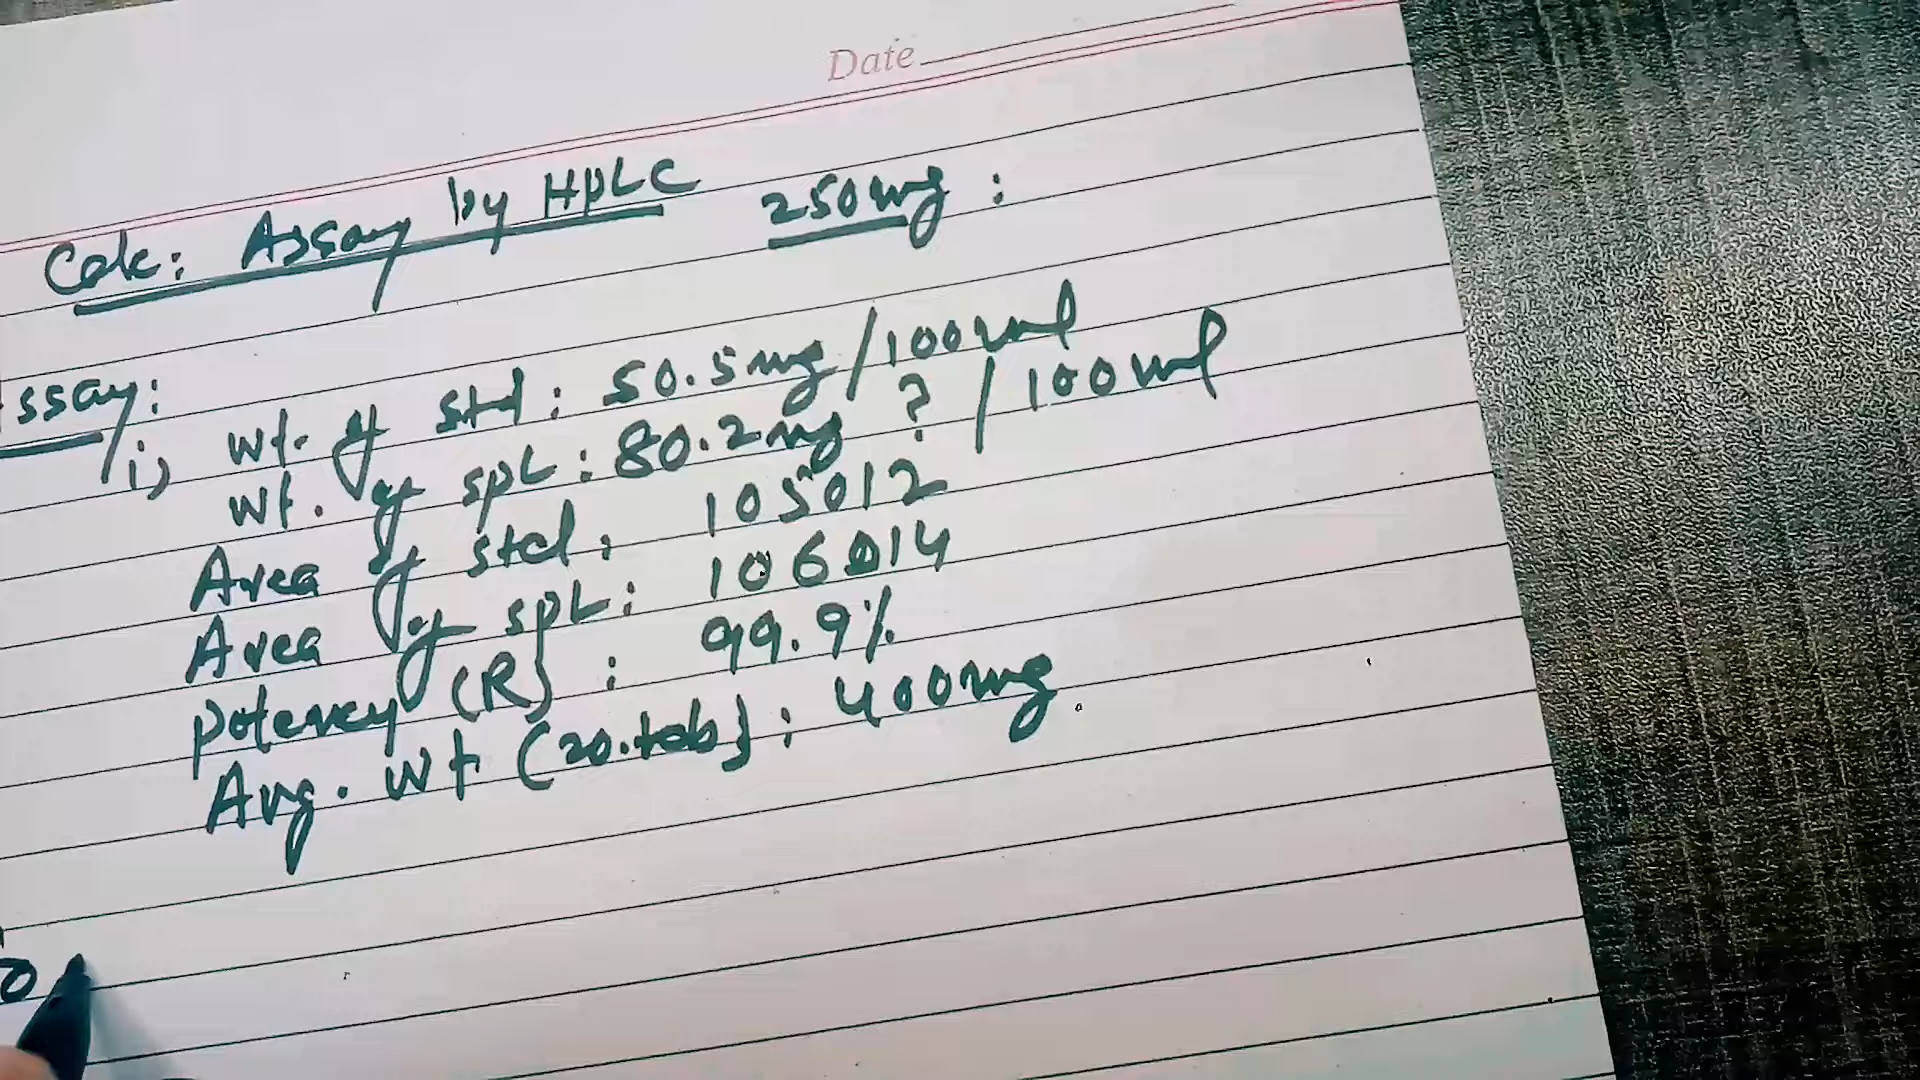 Date
Calc: Assay by HPLC 250mg :
ssay:
i) Wt. of std : 50.5mg / 100ml
Wt. of spl : 80.2mg ? / 100ml
Area of std : 105012
Area of spl : 106014
Potency (R) : 99.9%
Avg. Wt (20.tab) : 400mg.